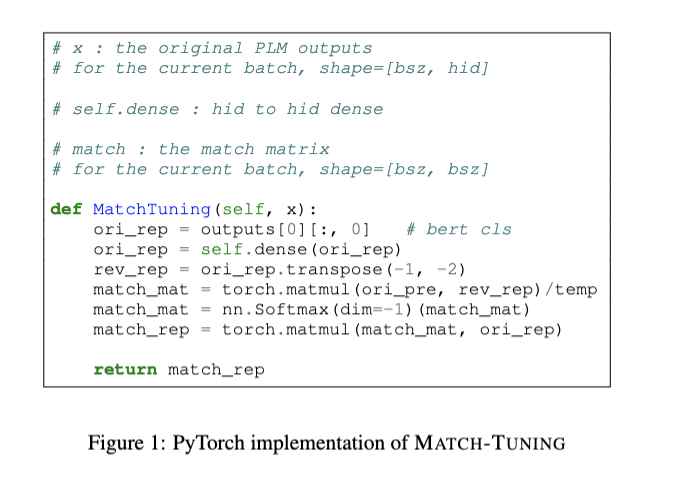 # x : the original PLM outputs
# for the current batch, shape=[bsz, hid]
# self.dense : hid to hid dense
# match : the match matrix
# for the current batch, shape=[bsz, bsz]
def MatchTuning(self, x):
    ori_rep = outputs[0][:, 0]   # bert cls
    ori_rep = self.dense(ori_rep)
    rev_rep = ori_rep.transpose(-1, -2)
    match_mat = torch.matmul(ori_pre, rev_rep)/temp
    match_mat = nn.Softmax(dim=-1)(match_mat)
    match_rep = torch.matmul(match_mat, ori_rep)
    return match_rep
Figure 1: PyTorch implementation of MATCH-TUNING